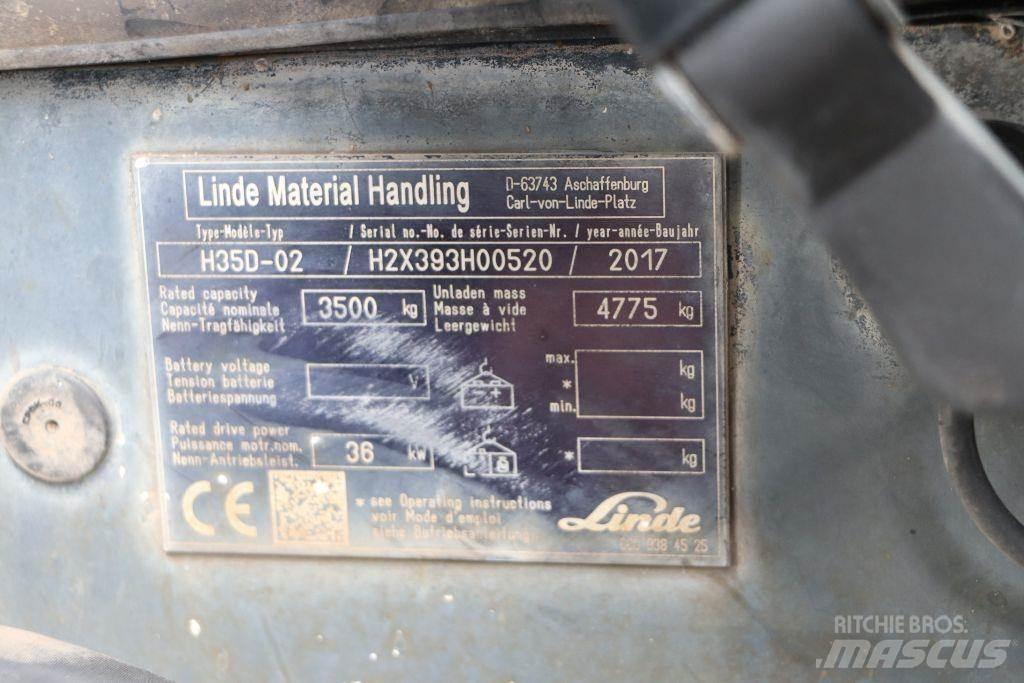 Linde Material Handling
D-63743 Aschaffenburg
Carl-von-Linde-Platz
Type-Modèle-Typ / Serial no.-No. de série-Serien-Nr. / year-année-Baujahr
H35D-02 / H2X393H00520 / 2017
Rated capacity
Capacité nominale
Nenn-Tragfähigkeit
3500 kg
Unladen mass
Masse à vide
Leergewicht
4775 kg
Battery voltage
Tension batterie
Batteriespannung
V
max. kg
*
min. kg
Rated drive power
Puissance motr.nom.
Nenn-Antriebsleist.
36 kW
* kg
CE
* see Operating instructions
voir Mode d'emploi
siehe Betriebsanleitung
Linde
938 45 25
RITCHIE BROS.
MASCUS